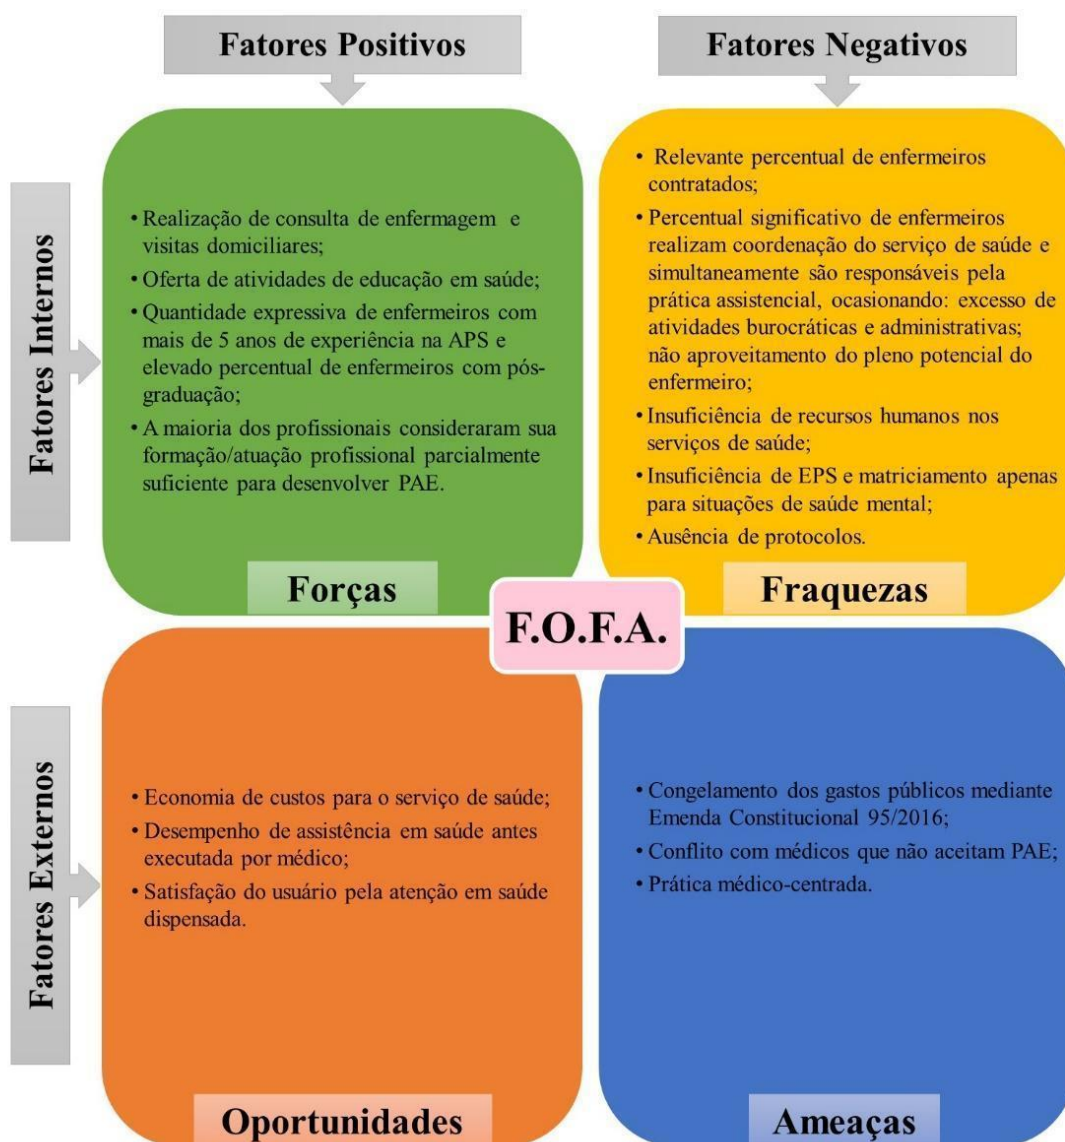 Fatores Positivos
Fatores Negativos
Fatores Internos
• Realização de consulta de enfermagem e
visitas domiciliares;
• Oferta de atividades de educação em saúde;
• Quantidade expressiva de enfermeiros com
mais de 5 anos de experiência na APS e
elevado percentual de enfermeiros com pós-
graduação;
• A maioria dos profissionais consideraram sua
formação/atuação profissional parcialmente
suficiente para desenvolver PAE.
Forças
• Relevante percentual de enfermeiros
contratados;
• Percentual significativo de enfermeiros
realizam coordenação do serviço de saúde e
simultaneamente são responsáveis pela
prática assistencial, ocasionando: excesso de
atividades burocráticas e administrativas;
não aproveitamento do pleno potencial do
enfermeiro;
• Insuficiência de recursos humanos nos
serviços de saúde;
• Insuficiência de EPS e matriciamento apenas
para situações de saúde mental;
• Ausência de protocolos.
Fraquezas
F.O.F.A.
Fatores Externos
• Economia de custos para o serviço de saúde;
• Desempenho de assistência em saúde antes
executada por médico;
• Satisfação do usuário pela atenção em saúde
dispensada.
Oportunidades
• Congelamento dos gastos públicos mediante
Emenda Constitucional 95/2016;
• Conflito com médicos que não aceitam PAE;
• Prática médico-centrada.
Ameaças